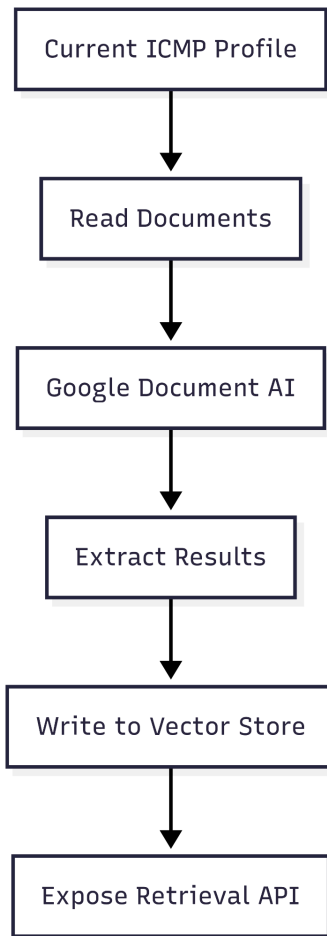 Current ICMP Profile
Read Documents
Google Document AI
Extract Results
Write to Vector Store
Expose Retrieval API